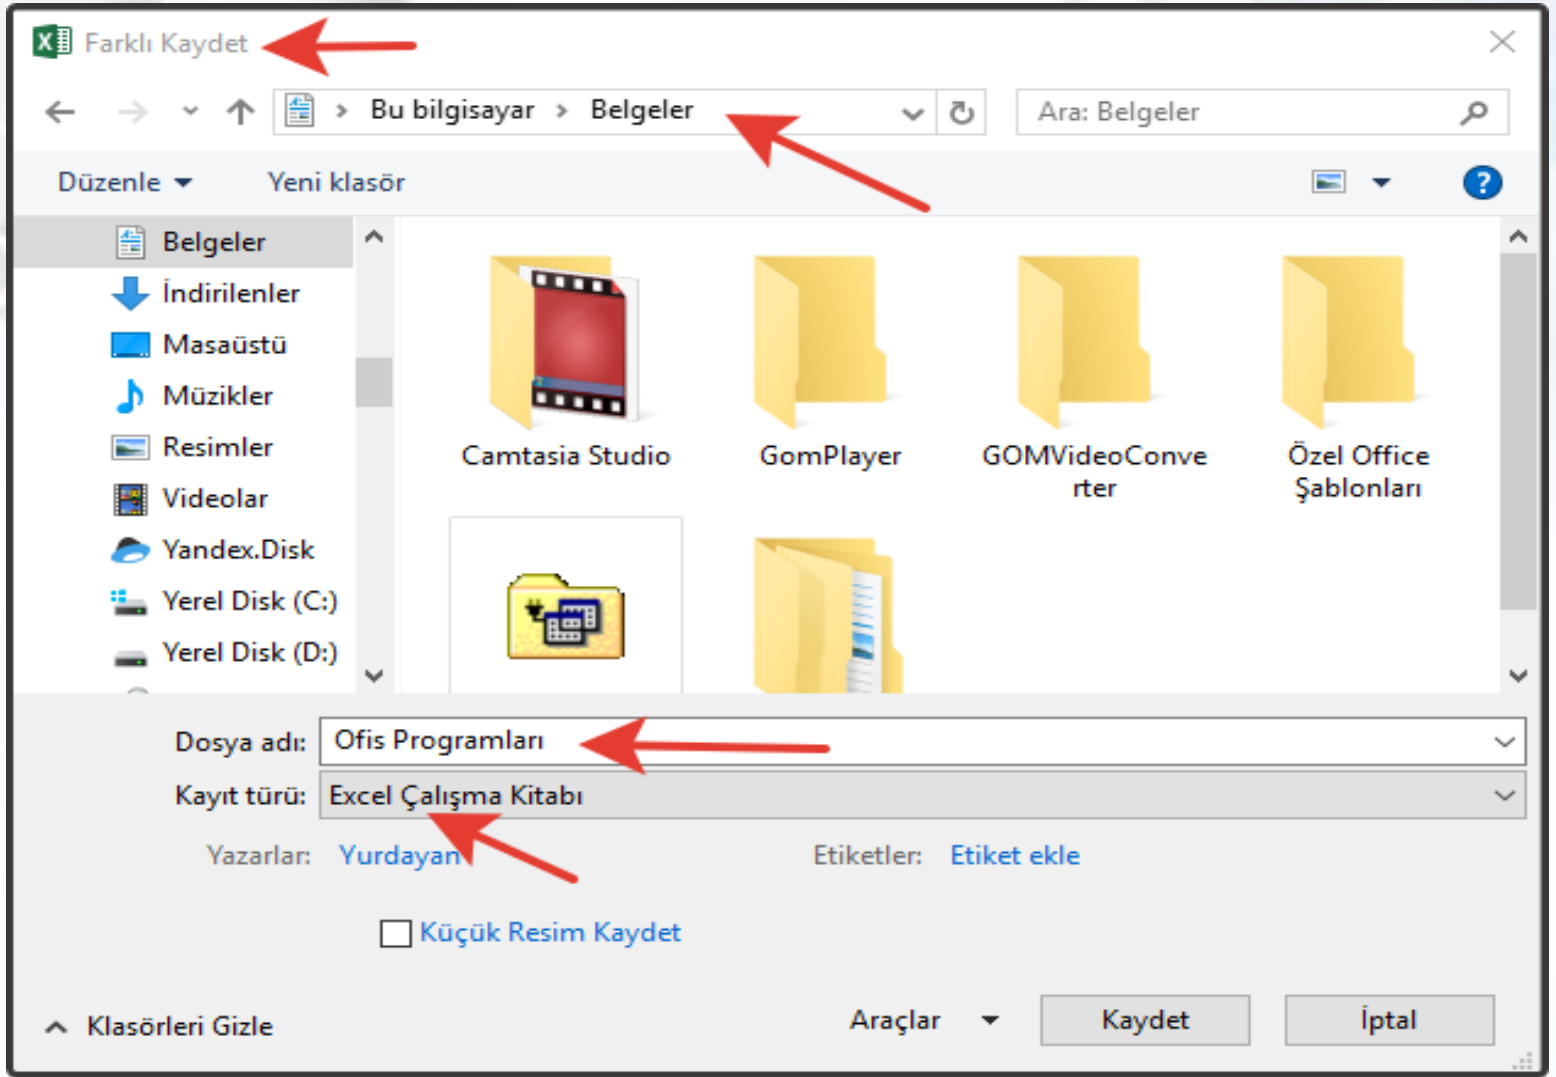 Farklı Kaydet
Bu bilgisayar > Belgeler
Ara: Belgeler
Düzenle
Yeni klasör
?
Belgeler
İndirilenler
Masaüstü
Müzikler
Resimler
Videolar
Yandex.Disk
Yerel Disk (C:)
Yerel Disk (D:)
Camtasia Studio
GomPlayer
GOMVideoConve
rter
Özel Office
Şablonları
Dosya adı: Ofis Programları
Kayıt türü: Excel Çalışma Kitabı
Yazarlar: Yurdayan
Etiketler: Etiket ekle
Küçük Resim Kaydet
Klasörleri Gizle
Araçlar
Kaydet
İptal